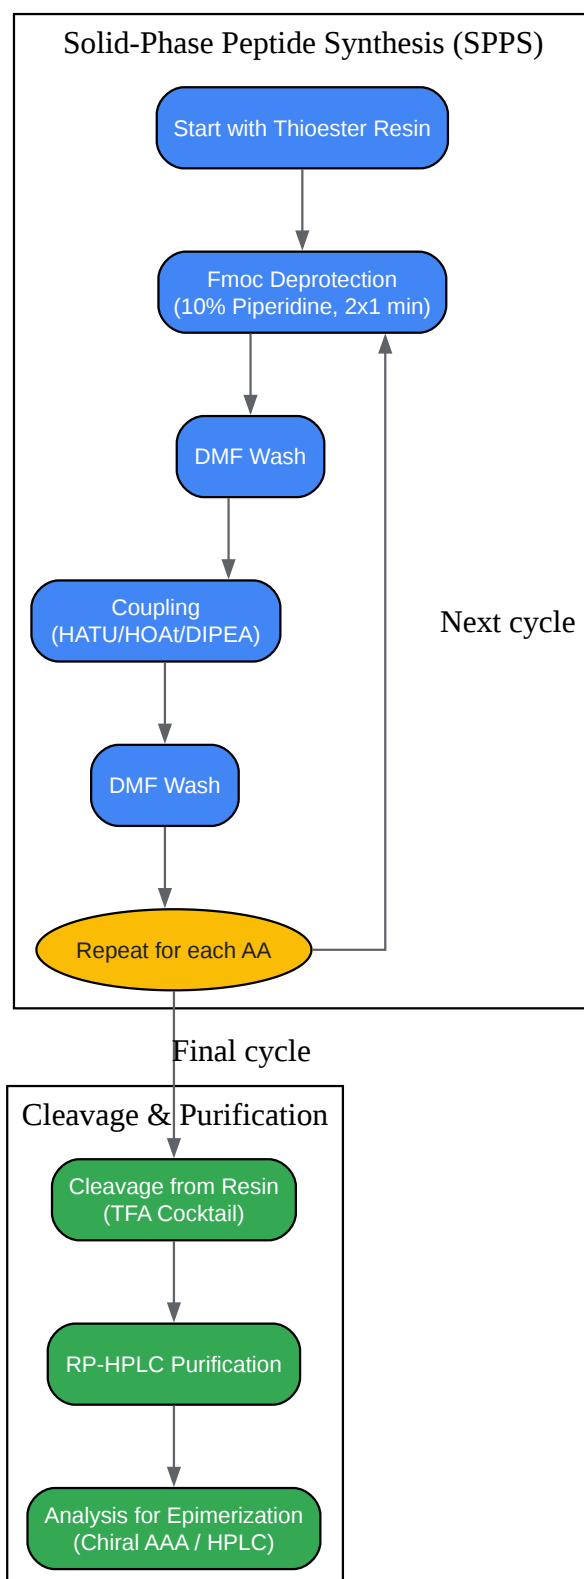 Solid-Phase Peptide Synthesis (SPPS)
Start with Thioester Resin
Fmoc Deprotection
(10% Piperidine, 2x1 min)
DMF Wash
Coupling
(HATU/HOAt/DIPEA)
Next cycle
DMF Wash
Repeat for each AA
Final cycle
Cleavage & Purification
Cleavage from Resin
(TFA Cocktail)
RP-HPLC Purification
Analysis for Epimerization
(Chiral AAA / HPLC)